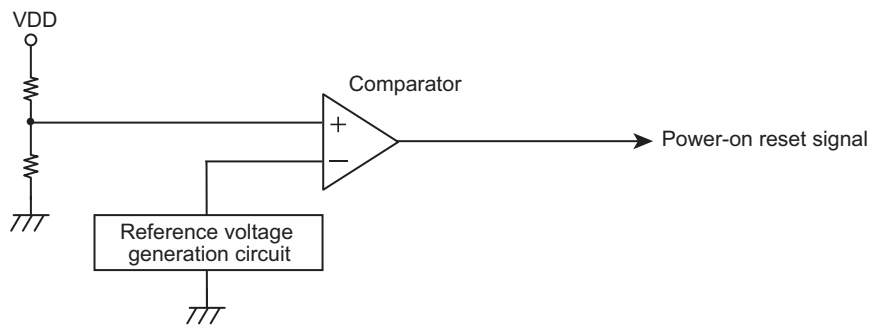 VDD
Comparator
+
−
Power-on reset signal
Reference voltage
generation circuit